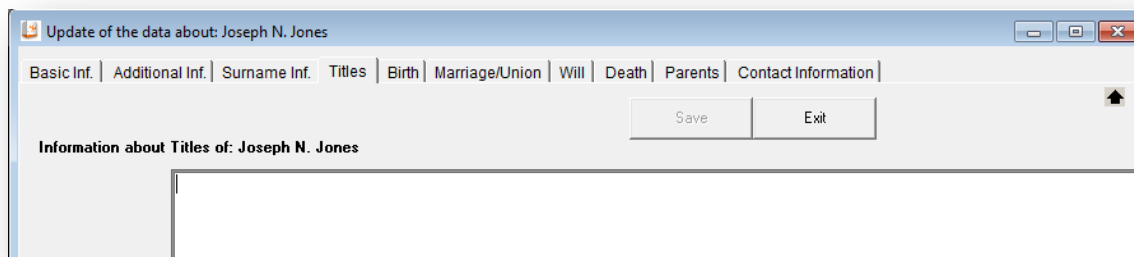 Update of the data about: Joseph N. Jones
Basic Inf. Additional Inf. Surname Inf. Titles Birth Marriage/Union Will Death Parents Contact Information
Save Exit
Information about Titles of: Joseph N. Jones